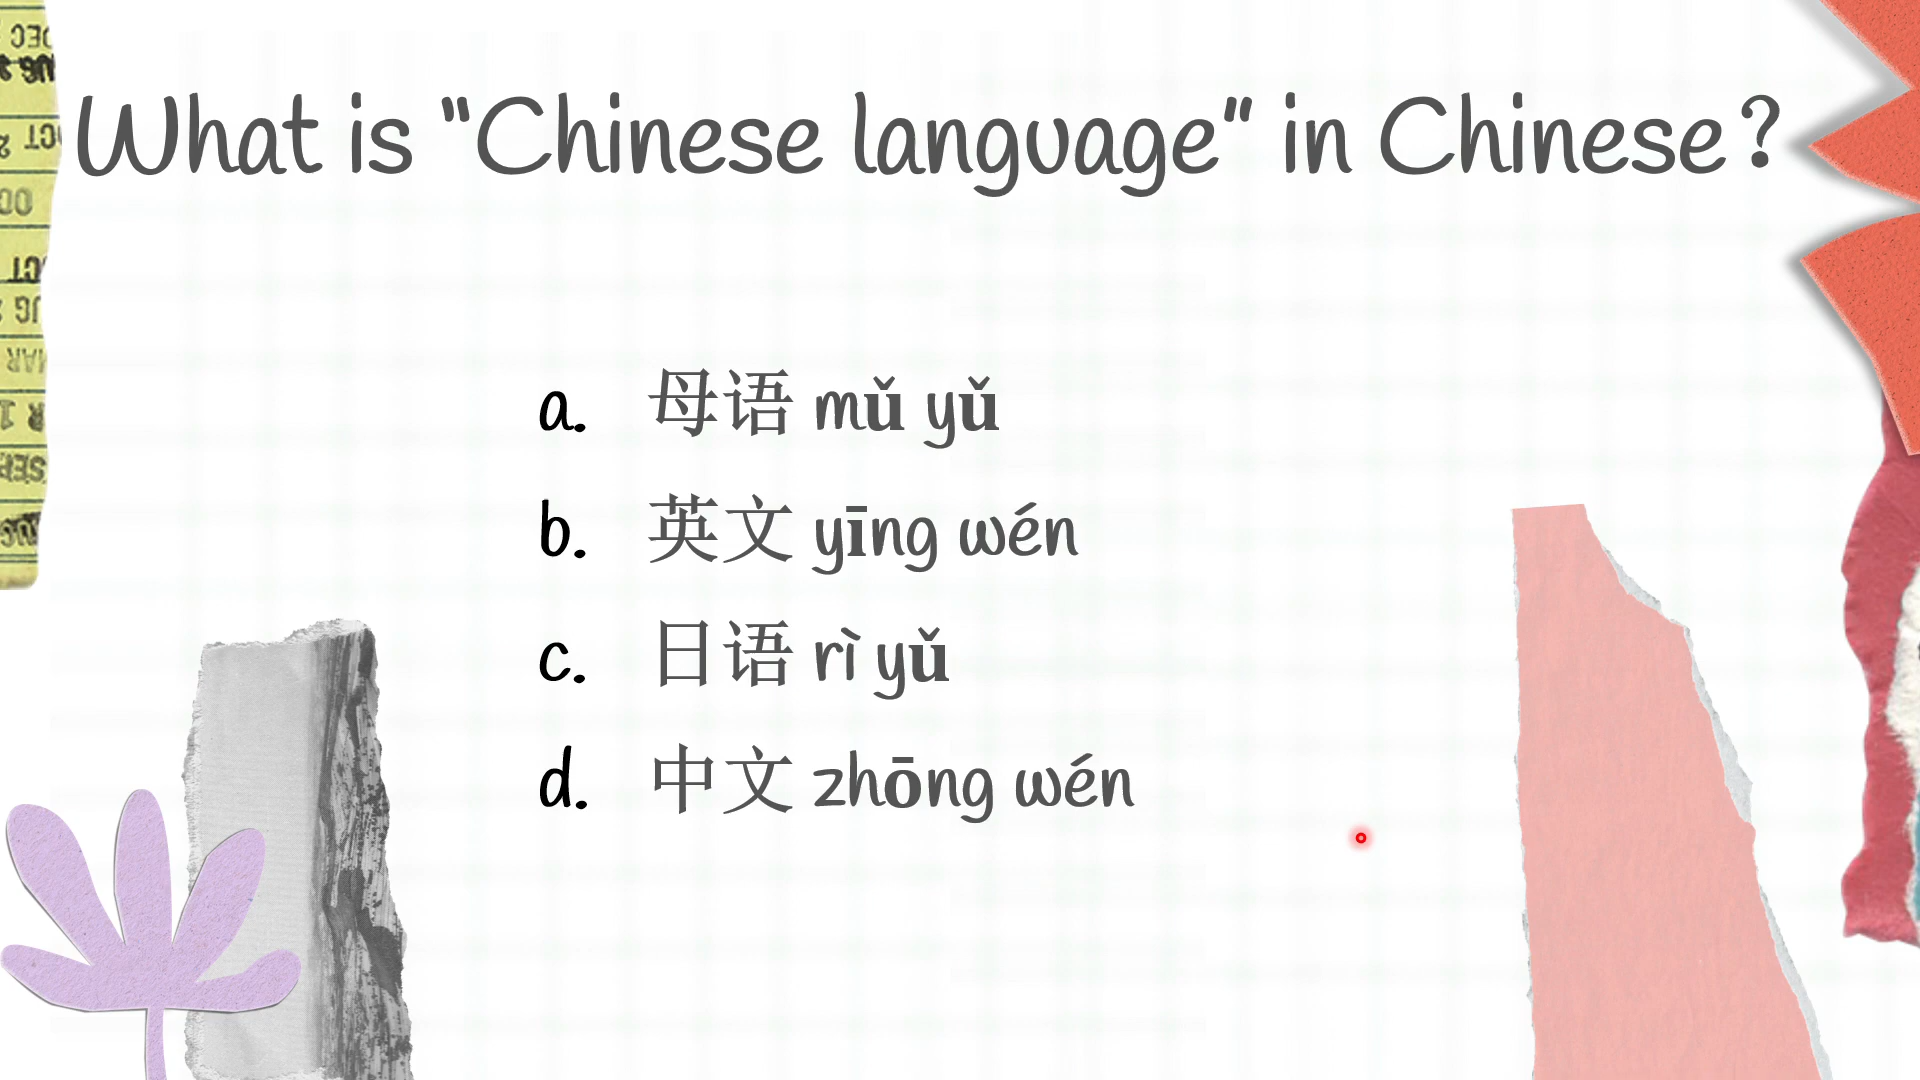 What is "Chinese language" in Chinese?
a. 母语 mǔ yǔ
b. 英文 yīng wén
c. 日语 rì yǔ
d. 中文 zhōng wén